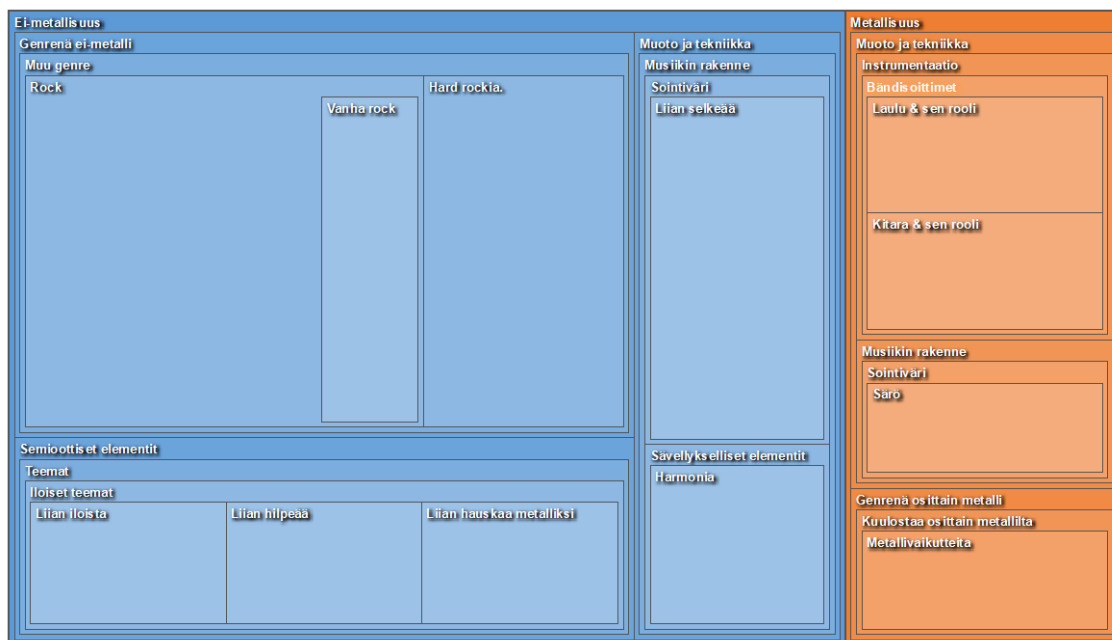 Ei-metallisuus
Genrenä ei-metalli
Muu genre
Rock
Vanha rock
Hard rockia.
Semioottiset elementit
Teemat
Iloiset teemat
Liian iloista
Liian hilpeää
Liian hauskaa metalliksi
Muoto ja tekniikka
Musiikin rakenne
Sointiväri
Liian selkeää
Sävellykselliset elementit
Harmonia
Metallisuus
Muoto ja tekniikka
Instrumentaatio
Bändisoittimet
Laulu & sen rooli
Kitara & sen rooli
Musiikin rakenne
Sointiväri
Särö
Genrenä osittain metalli
Kuulostaa osittain metallilta
Metallivaikutteita